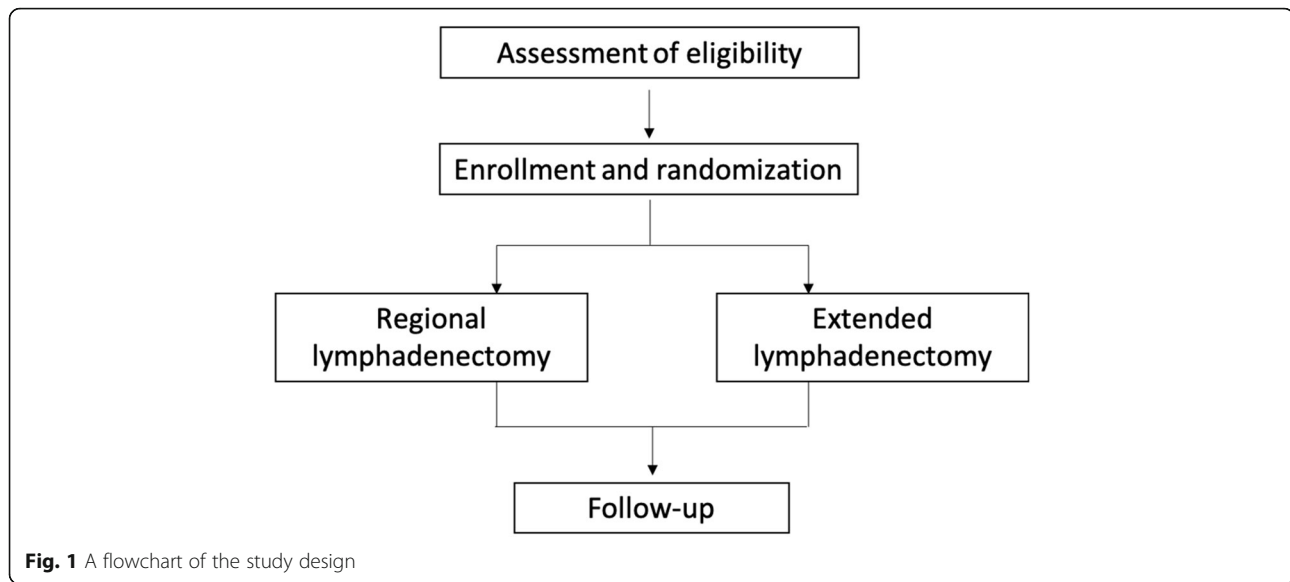 Assessment of eligibility
Enrollment and randomization
Regional
lymphadenectomy
Extended
lymphadenectomy
Follow-up
Fig. 1 A flowchart of the study design